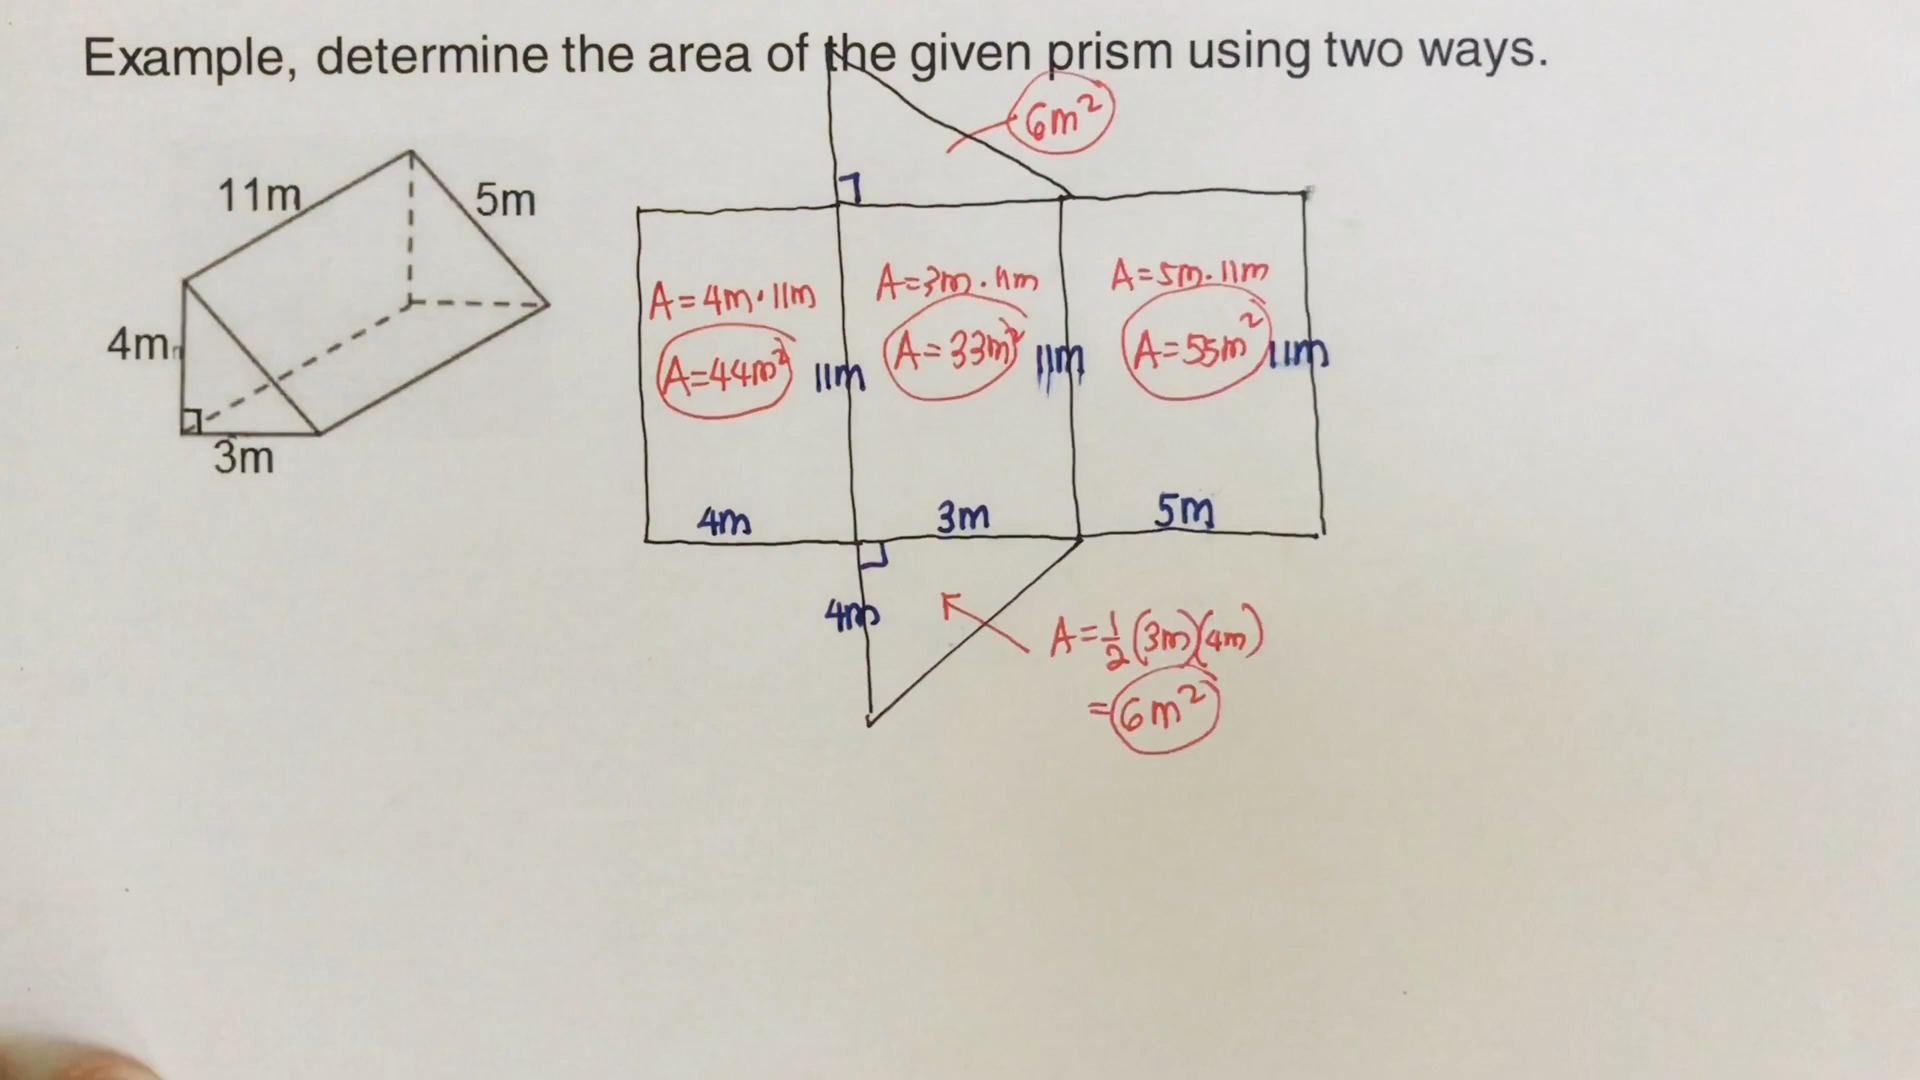 Example, determine the area of the given prism using two ways.
6m²
11m
5m
4m
3m
A=4m·11m
A=44m²
11m
A=3m·11m
A=33m²
11m
A=5m·11m
A=55m²
11m
4m
3m
5m
4m
A=½(3m)(4m)
=6m²